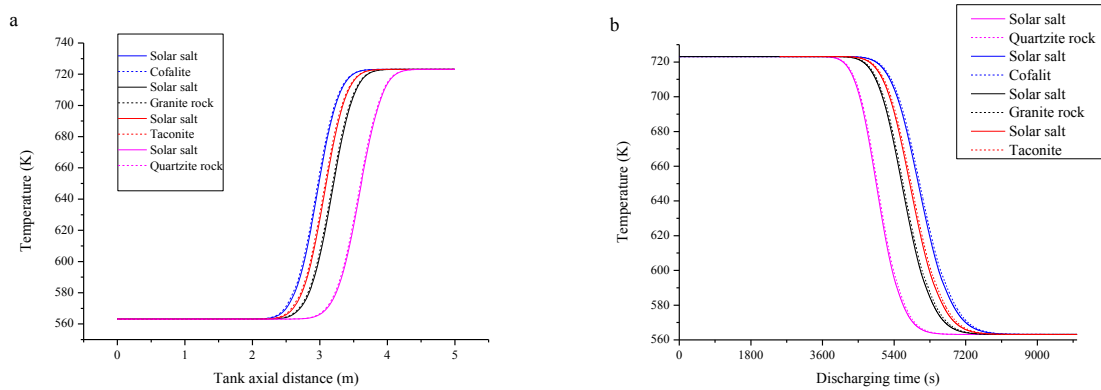 a
740
720
700
680
660
640
620
600
580
560
Temperature (K)
0
1
2
3
4
5
Tank axial distance (m)
Solar salt
Cofalite
Solar salt
Granite rock
Solar salt
Taconite
Solar salt
Quartzite rock
b
720
700
680
660
640
620
600
580
560
Temperature (K)
0
1800
3600
5400
7200
9000
Discharging time (s)
Solar salt
Quartzite rock
Solar salt
Cofalit
Solar salt
Granite rock
Solar salt
Taconite